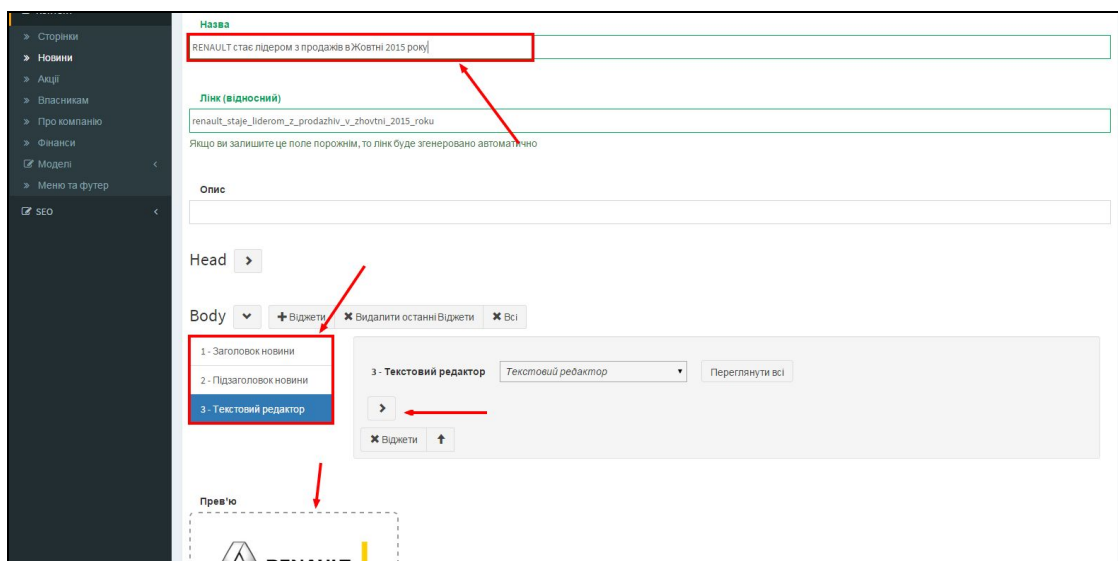 » Сторінки
» Новини
» Акції
» Власникам
» Про компанію
» Фінанси
Моделі
» Меню та футер
SEO
Назва
RENAULT стає лідером з продажів в Жовтні 2015 року
Лінк (відносний)
renault_staje_liderom_z_prodazhiv_v_zhovtni_2015_roku
Якщо ви залишите це поле порожнім, то лінк буде згенеровано автоматично
Опис
Head
Body
Віджети
Видалити останні Віджети
Всі
1 - Заголовок новини
2 - Підзаголовок новини
3 - Текстовий редактор
3 - Текстовий редактор
Текстовий редактор
Переглянути всі
Віджети
Прев'ю
RENAULT